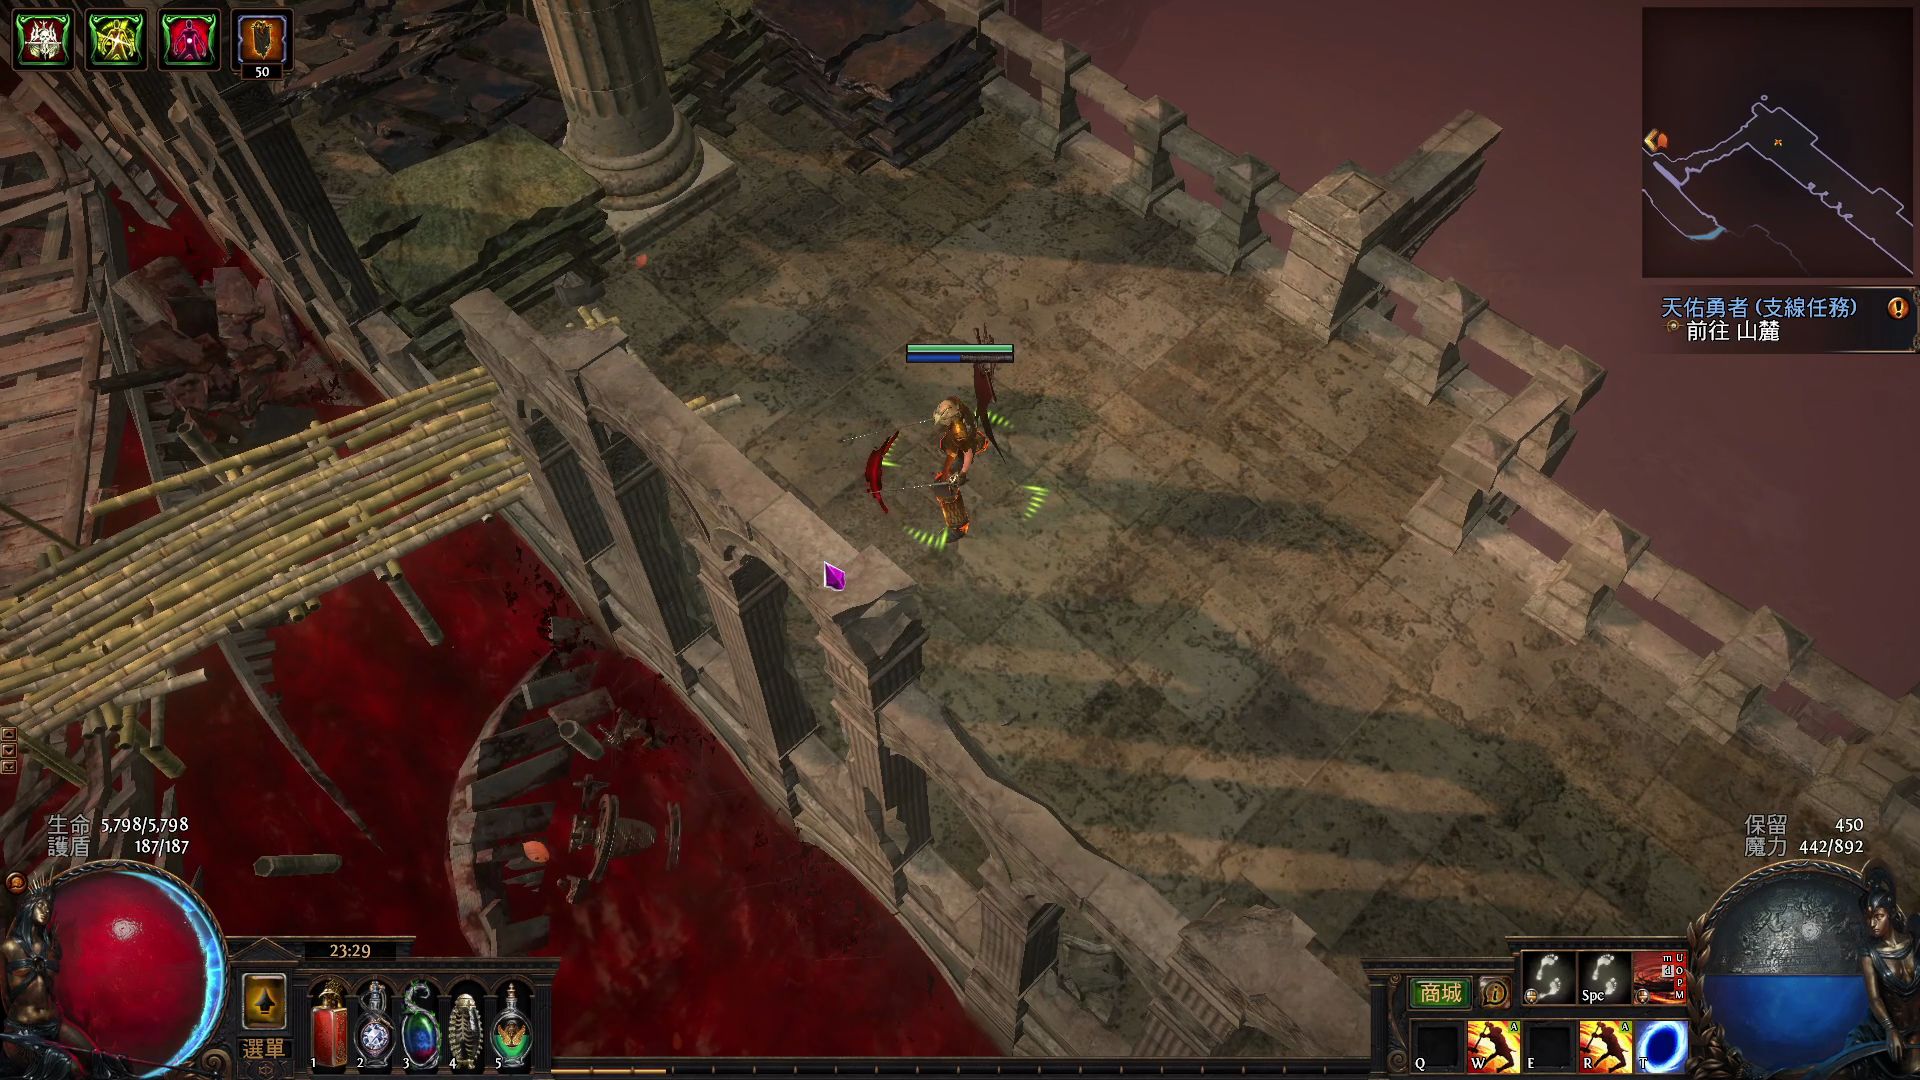 50
天佑勇者 (支線任務)
前往 山麓
生命 5,798/5,798
護盾 187/187
保留 450
魔力 442/892
23:29
選單
1 2 3 4 5
商城
Spc
m U
d O
P
M
Q W A E R A T